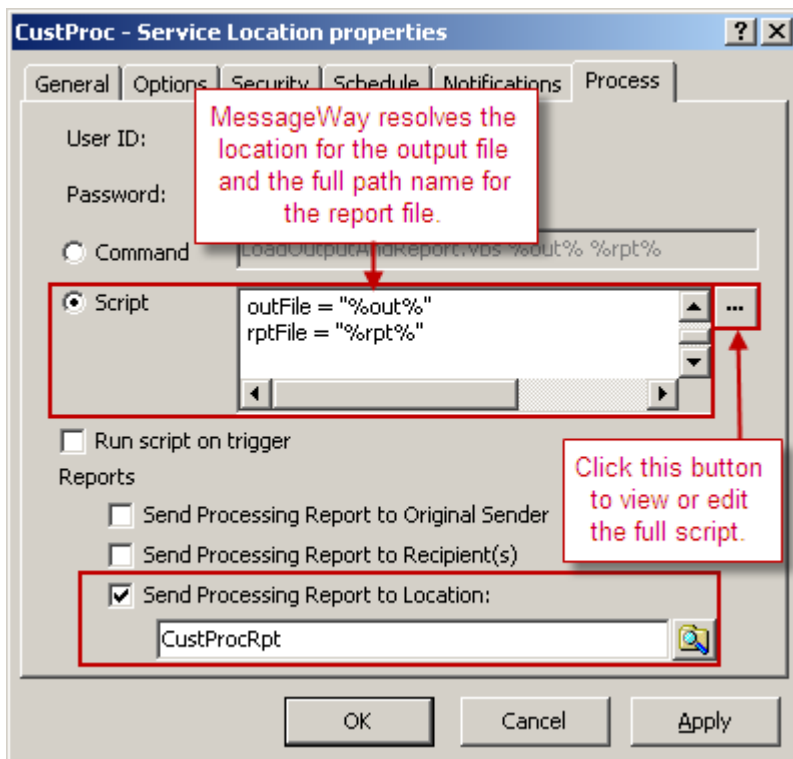 CustProc - Service Location properties
General Options Security Schedule Notifications Process
User ID:
MessageWay resolves the
location for the output file
and the full path name for
the report file.
Password:
Command LoadOutputAndReport.vbs %out% %rpt%
Script
outFile = "%out%"
rptFile = "%rpt%"
...
Run script on trigger
Click this button
to view or edit
the full script.
Reports
Send Processing Report to Original Sender
Send Processing Report to Recipient(s)
Send Processing Report to Location:
CustProcRpt
OK Cancel Apply